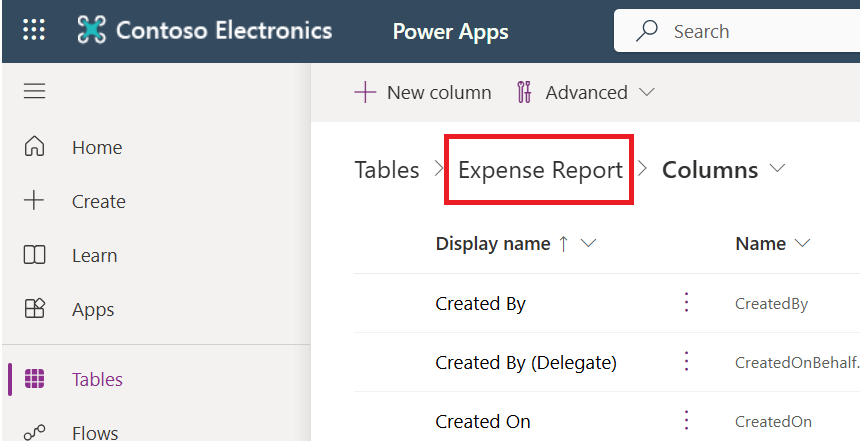 Contoso Electronics Power Apps Search
New column Advanced
Home
Tables Expense Report Columns
Create
Display name Name
Learn
Created By CreatedBy
Apps
Created By (Delegate) CreatedOnBehalf.
Tables
Created On CreatedOn
Flows